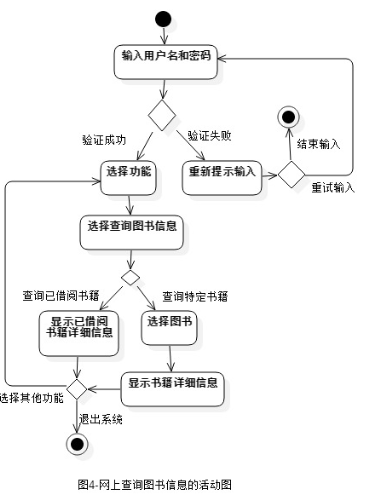 输入用户名和密码
验证成功
验证失败
结束输入
选择功能
重新提示输入
重试输入
选择查询图书信息
查询已借阅书籍
查询特定书籍
显示已借阅
书籍详细信息
选择图书
显示书籍详细信息
选择其他功能
退出系统
图4-网上查询图书信息的活动图